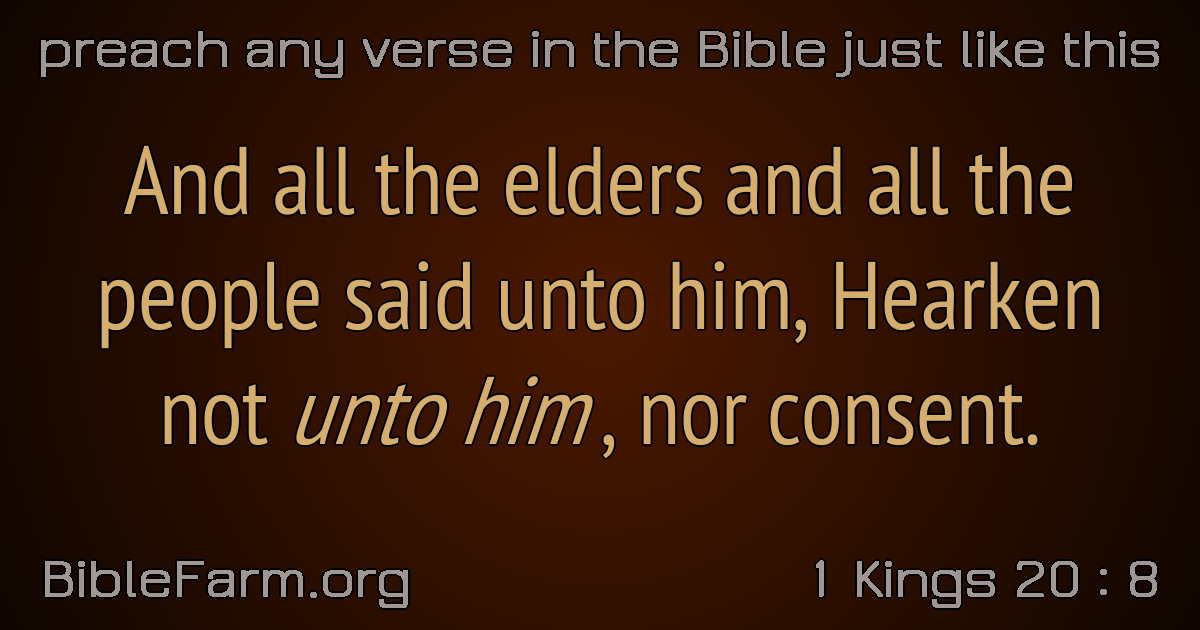 preach any verse in the Bible just like this
And all the elders and all the
people said unto him, Hearken
not unto him, nor consent.
BibleFarm.org
1 Kings 20 : 8